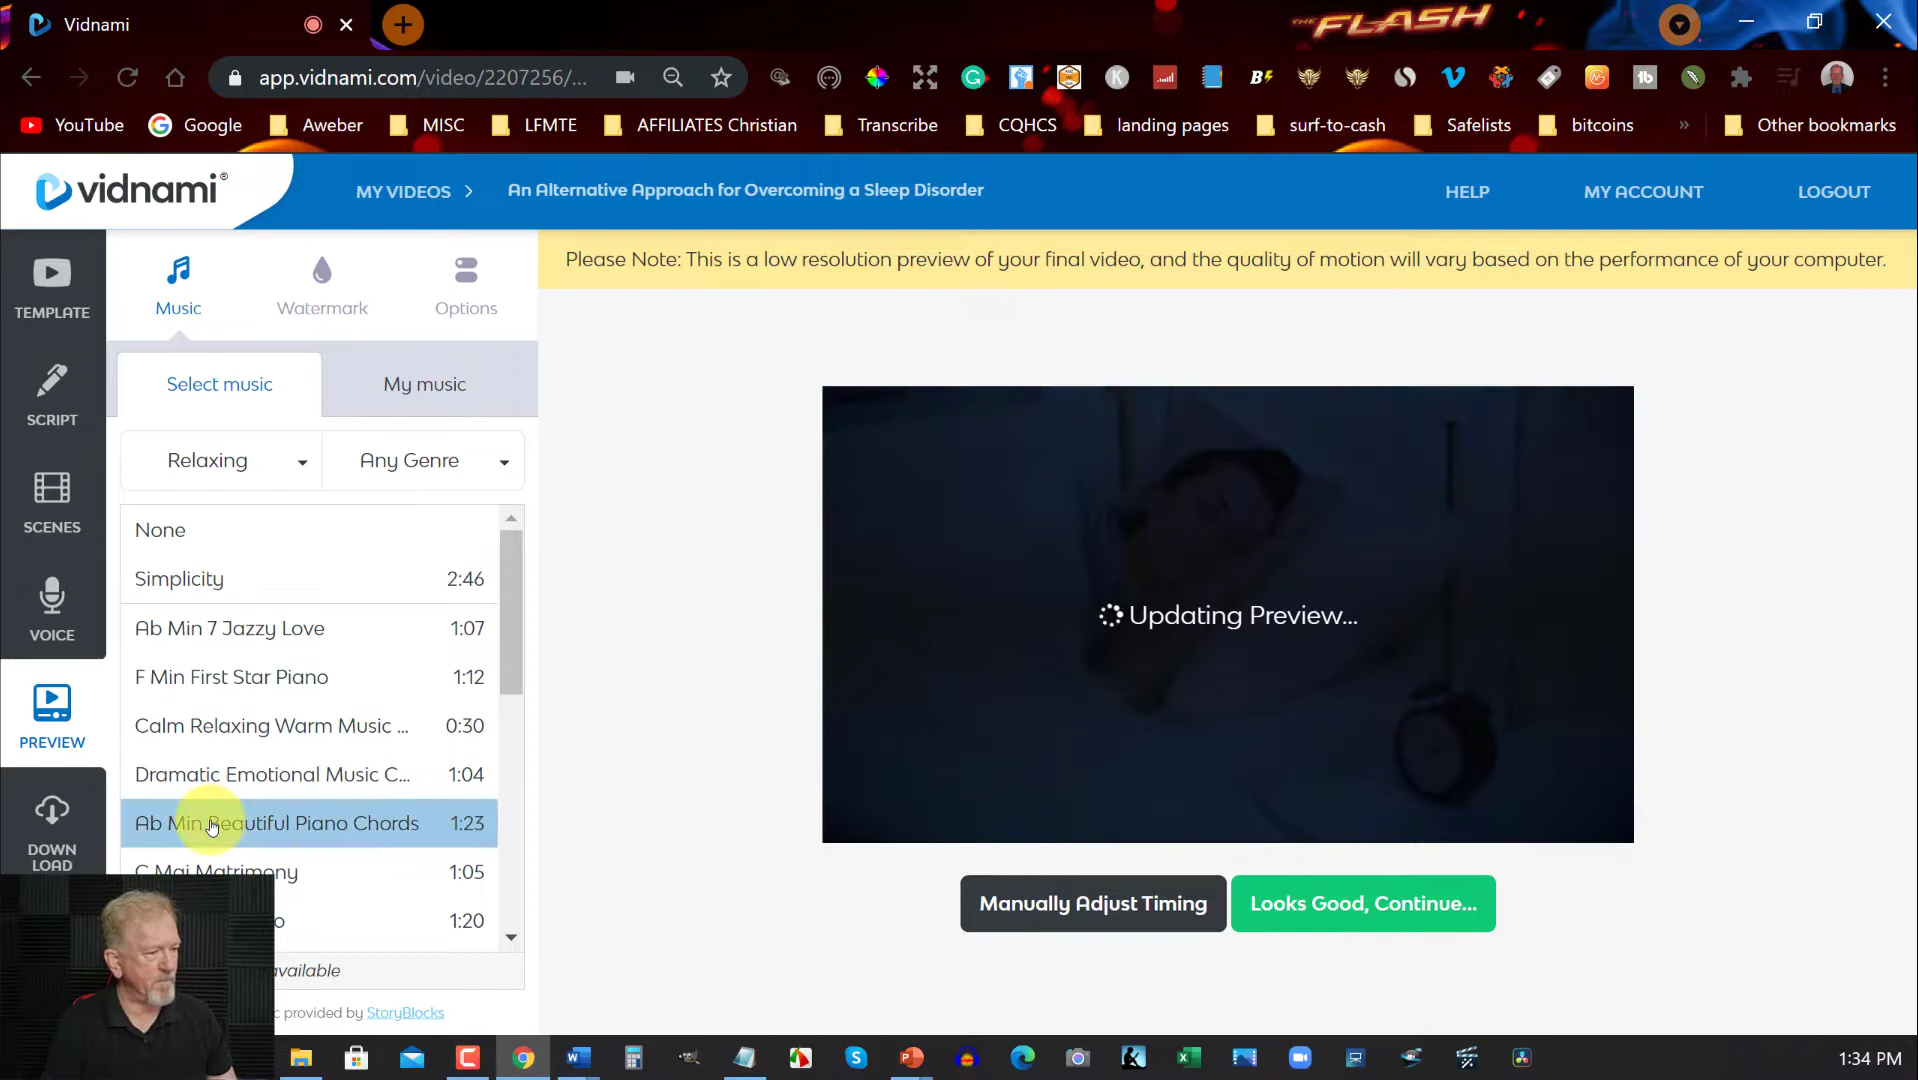 Vidnami
THE FLASH
app.vidnami.com/video/2207256/...
YouTube Google Aweber MISC LFMTE AFFILIATES Christian Transcribe CQHCS landing pages surf-to-cash Safelists bitcoins » Other bookmarks
vidnami®
MY VIDEOS > An Alternative Approach for Overcoming a Sleep Disorder
HELP MY ACCOUNT LOGOUT
Please Note: This is a low resolution preview of your final video, and the quality of motion will vary based on the performance of your computer.
TEMPLATE
SCRIPT
SCENES
VOICE
PREVIEW
DOWN
LOAD
Music Watermark Options
Select music My music
Relaxing Any Genre
None
Simplicity 2:46
Ab Min 7 Jazzy Love 1:07
F Min First Star Piano 1:12
Calm Relaxing Warm Music ... 0:30
Dramatic Emotional Music C... 1:04
Ab Min Beautiful Piano Chords 1:23
C Maj Matrimony 1:05
o 1:20
available
c provided by StoryBlocks
Updating Preview...
Manually Adjust Timing Looks Good, Continue...
1:34 PM